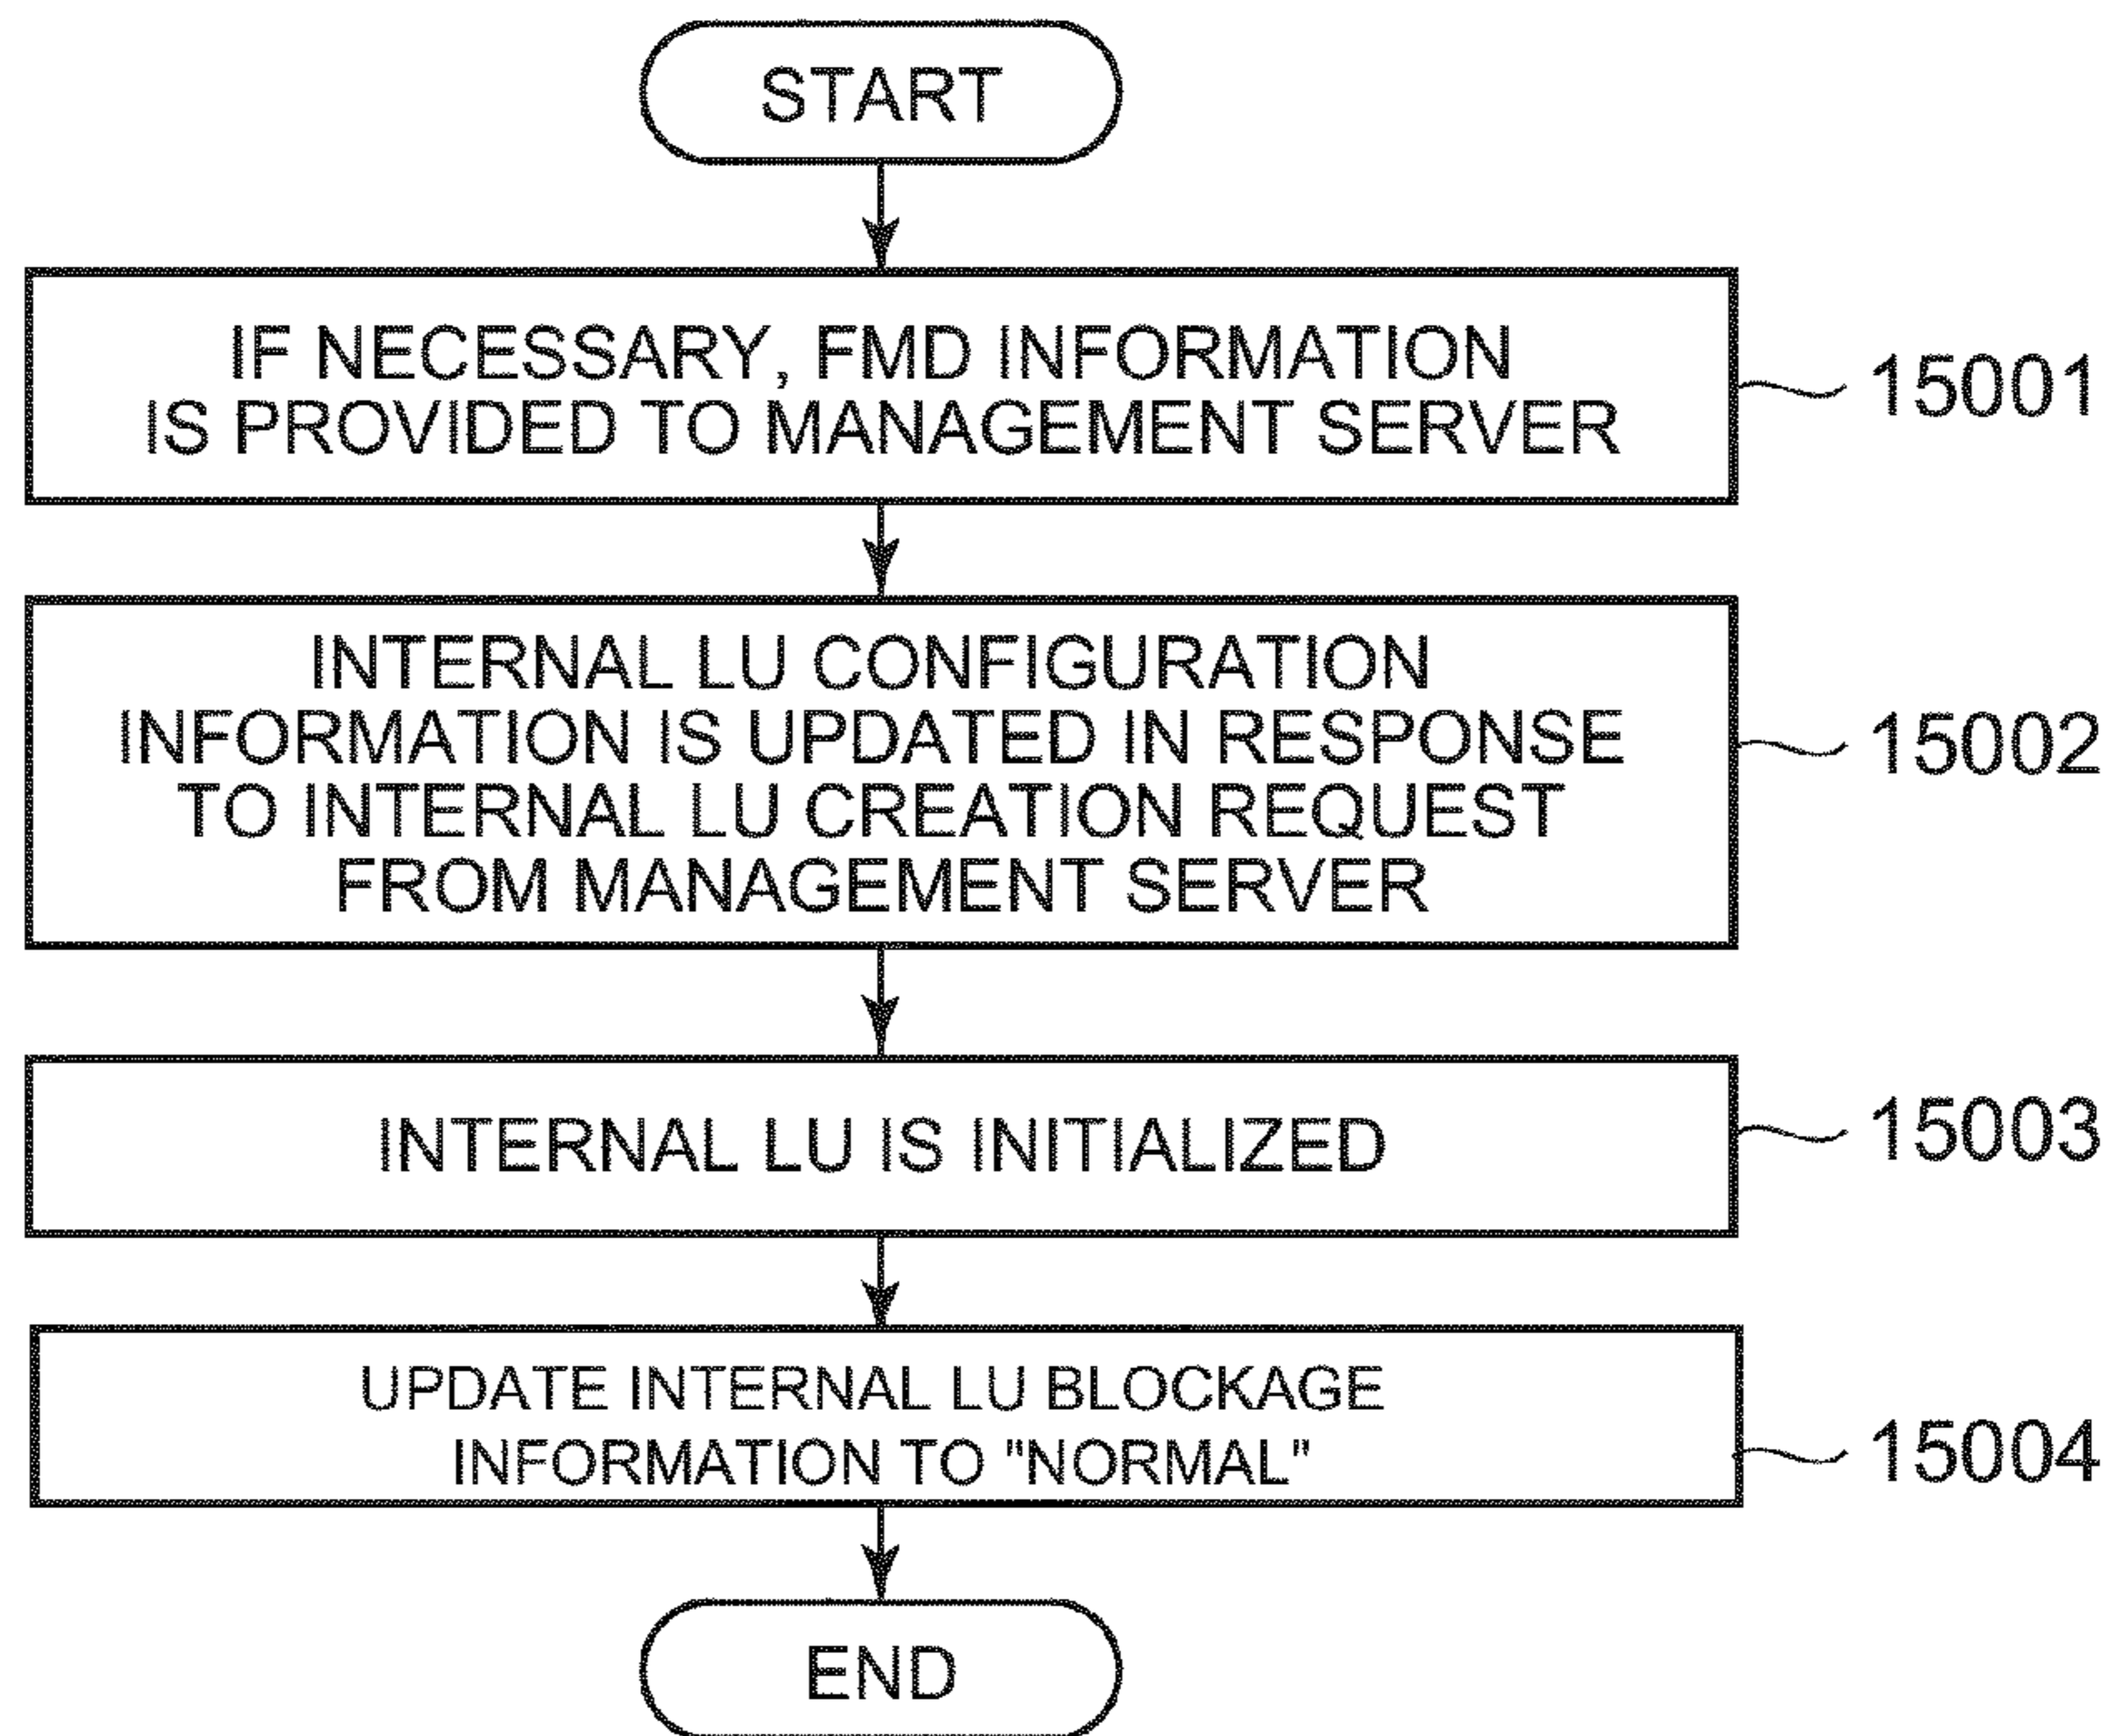 START
IF NECESSARY, FMD INFORMATION
IS PROVIDED TO MANAGEMENT SERVER
15001
INTERNAL LU CONFIGURATION
INFORMATION IS UPDATED IN RESPONSE
TO INTERNAL LU CREATION REQUEST
FROM MANAGEMENT SERVER
15002
INTERNAL LU IS INITIALIZED
15003
UPDATE INTERNAL LU BLOCKAGE
INFORMATION TO "NORMAL"
15004
END